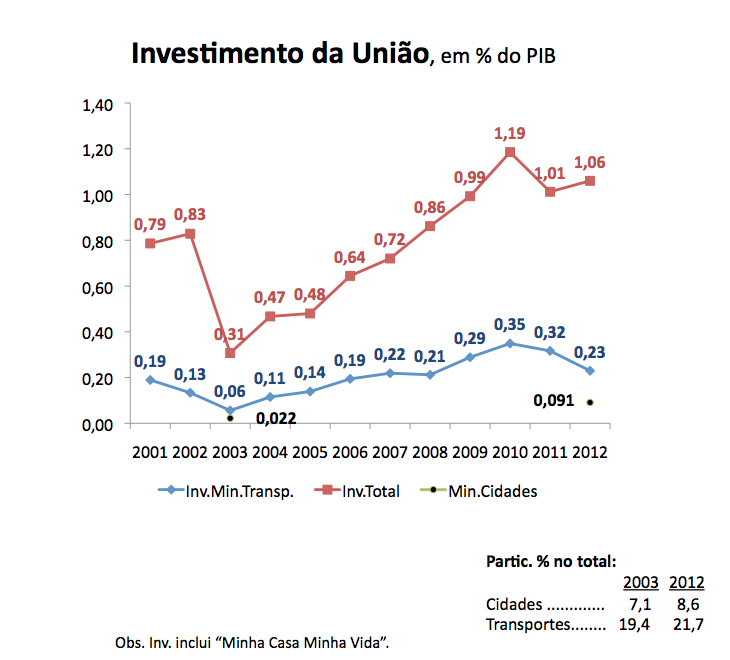 Investimento da União, em % do PIB
1,40
1,20
1,00
0,80
0,60
0,40
0,20
0,00
0,79 0,83 0,31 0,47 0,48 0,64 0,72 0,86 0,99 1,19 1,01 1,06
0,19 0,13 0,06 0,11 0,14 0,19 0,22 0,21 0,29 0,35 0,32 0,23
0,022 0,091
2001 2002 2003 2004 2005 2006 2007 2008 2009 2010 2011 2012
Inv.Min.Transp. Inv.Total Min.Cidades
Partic. % no total:
2003 2012
Cidades ............. 7,1 8,6
Transportes........ 19,4 21,7
Obs. Inv. inclui “Minha Casa Minha Vida”.